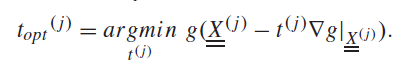 t_opt^(j) = argmin_{t^(j)} g(X̳^(j) − t^(j)∇g|_{X̳^(j)}).